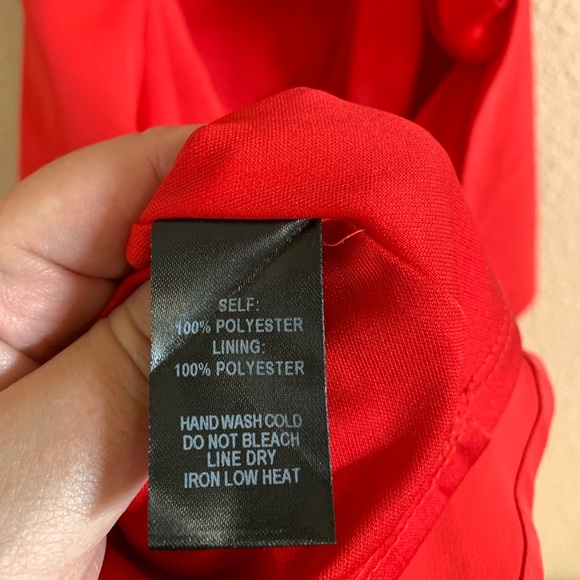 SELF:
100% POLYESTER
LINING:
100% POLYESTER
HAND WASH COLD
DO NOT BLEACH
LINE DRY
IRON LOW HEAT